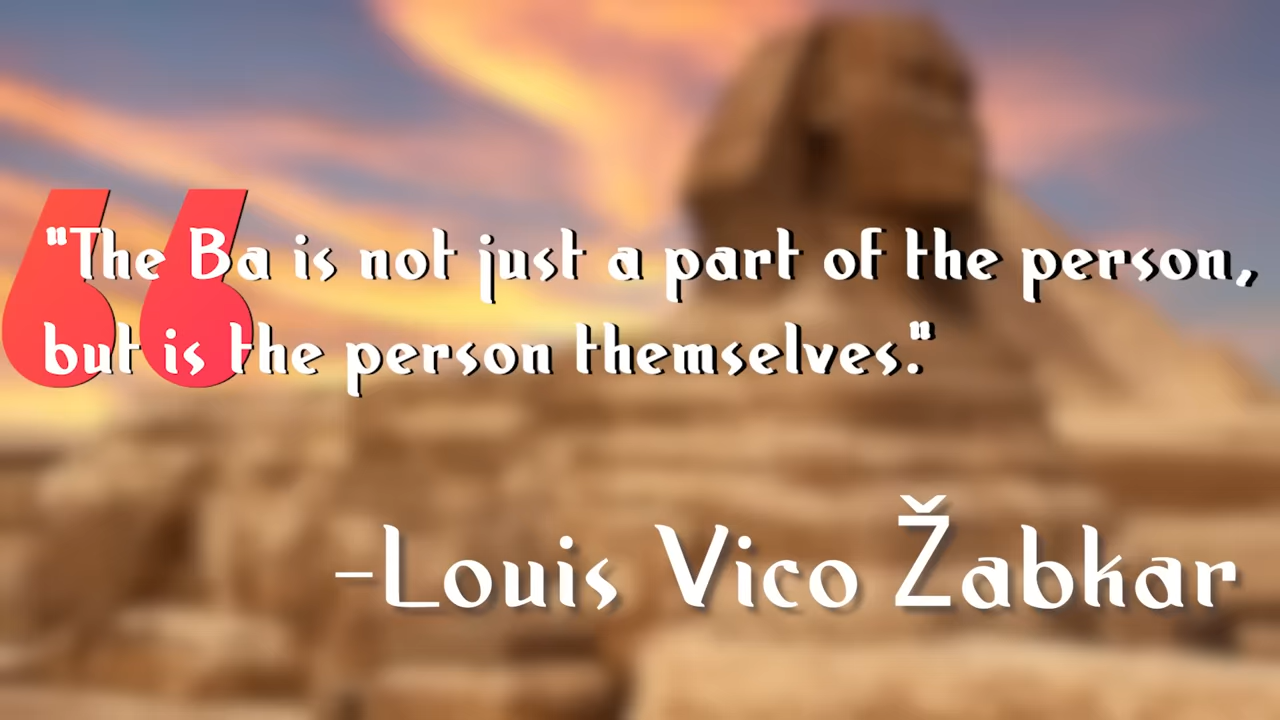 "The Ba is not just a part of the person,
but is the person themselves."
-Louis Vico Žabkar